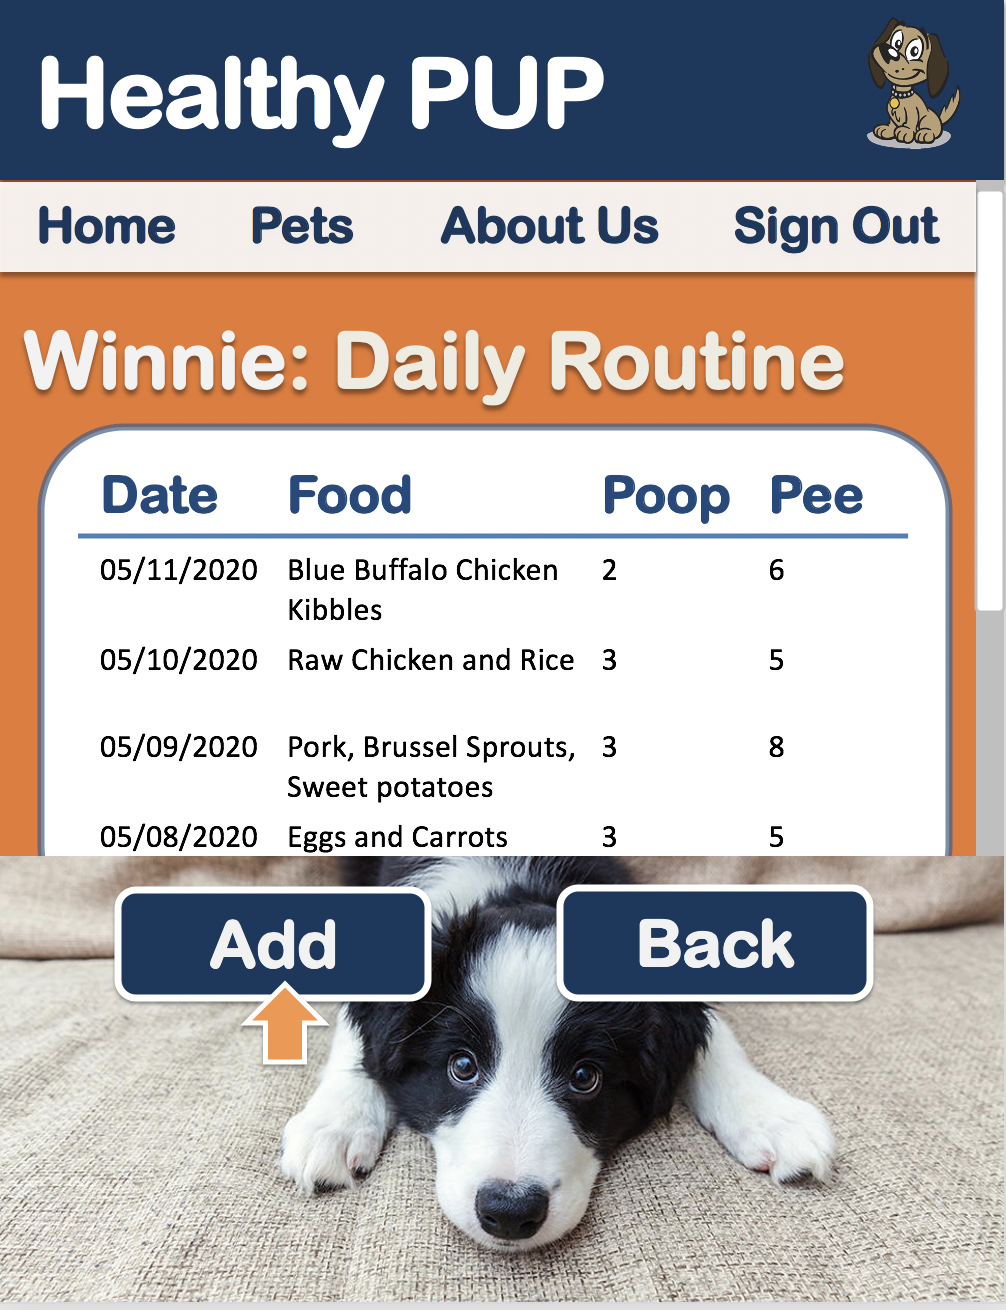 Healthy PUP
Home Pets About Us Sign Out
Winnie: Daily Routine
Date Food Poop Pee
05/11/2020 Blue Buffalo Chicken 2 6
Kibbles
05/10/2020 Raw Chicken and Rice 3 5
05/09/2020 Pork, Brussel Sprouts, 3 8
Sweet potatoes
05/08/2020 Eggs and Carrots 3 5
Add Back